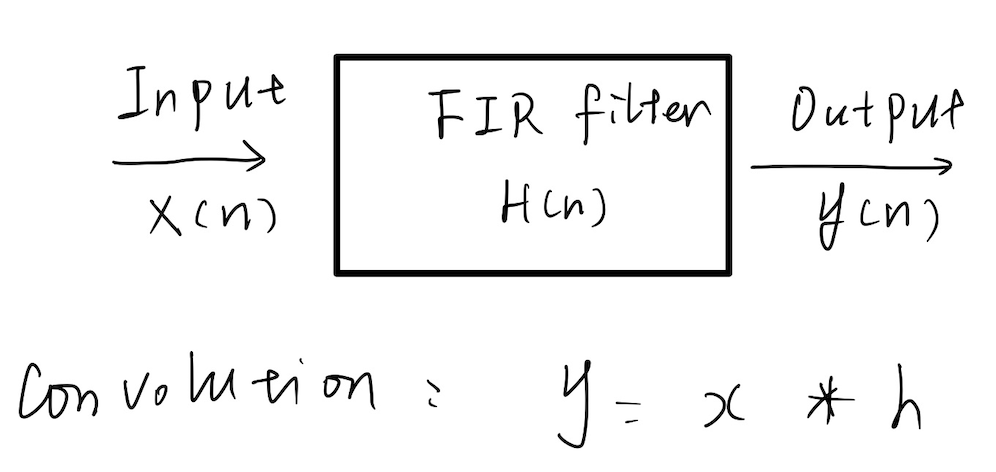 Input
X(n)
FIR filter
H(n)
Output
y(n)
Convolution : y = x * h